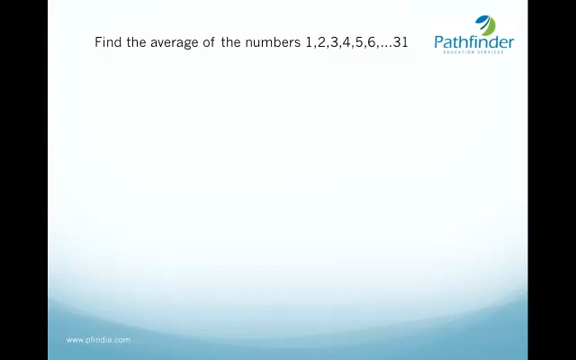 Find the average of the numbers 1,2,3,4,5,6,...31
Pathfinder
EDUCATION SERVICES
www.pfindia.com